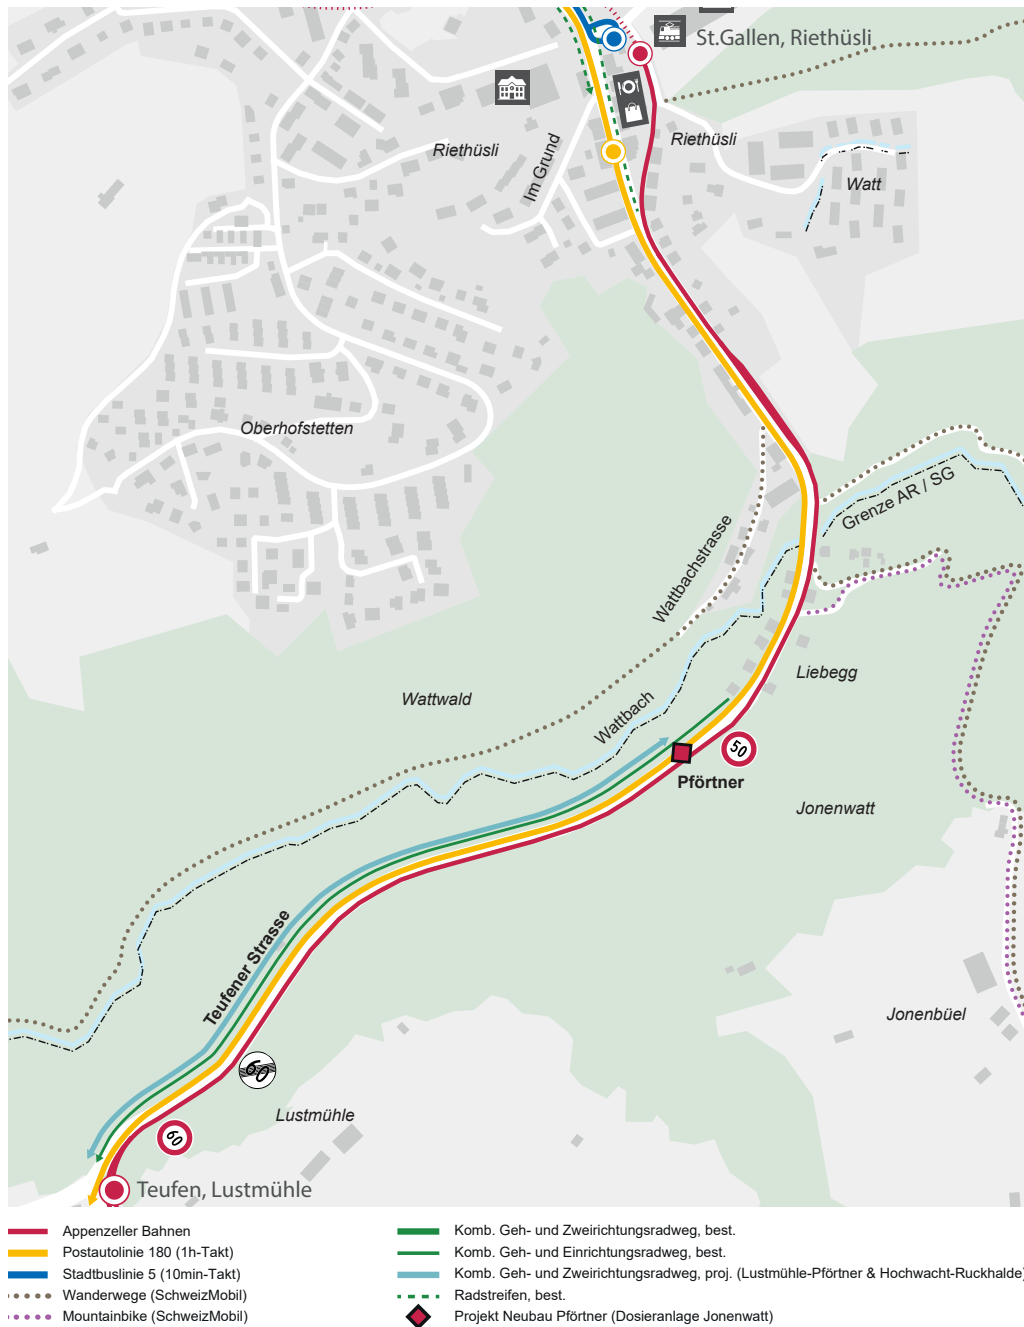 St.Gallen, Riethüsli
Riethüsli
Riethüsli
Im Grund
Watt
Oberhofstetten
Grenze AR / SG
Wattbachstrasse
Liebegg
Wattwald
Wattbach
50
Pförtner
Jonenwatt
Teufener Strasse
Jonenbüel
60
Lustmühle
60
Teufen, Lustmühle
Appenzeller Bahnen
Postautolinie 180 (1h-Takt)
Stadtbuslinie 5 (10min-Takt)
Wanderwege (SchweizMobil)
Mountainbike (SchweizMobil)
Komb. Geh- und Zweirichtungsradweg, best.
Komb. Geh- und Einrichtungsradweg, best.
Komb. Geh- und Zweirichtungsradweg, proj. (Lustmühle-Pförtner & Hochwacht-Ruckhalde)
Radstreifen, best.
Projekt Neubau Pförtner (Dosieranlage Jonenwatt)